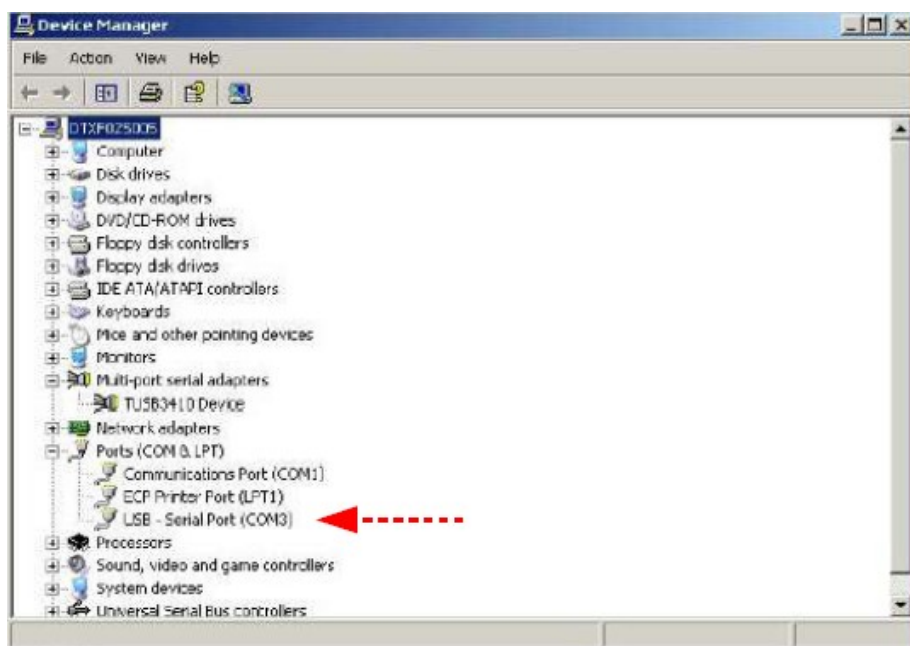 Device Manager
File Action View Help
DTXP025005
Computer
Disk drives
Display adapters
DVD/CD-ROM drives
Floppy disk controllers
Floppy disk drives
IDE ATA/ATAPI controllers
Keyboards
Mice and other pointing devices
Monitors
Multi-port serial adapters
TUSB3410 Device
Network adapters
Ports (COM & LPT)
Communications Port (COM1)
ECP Printer Port (LPT1)
USB - Serial Port (COM3)
Processors
Sound, video and game controllers
System devices
Universal Serial Bus controllers